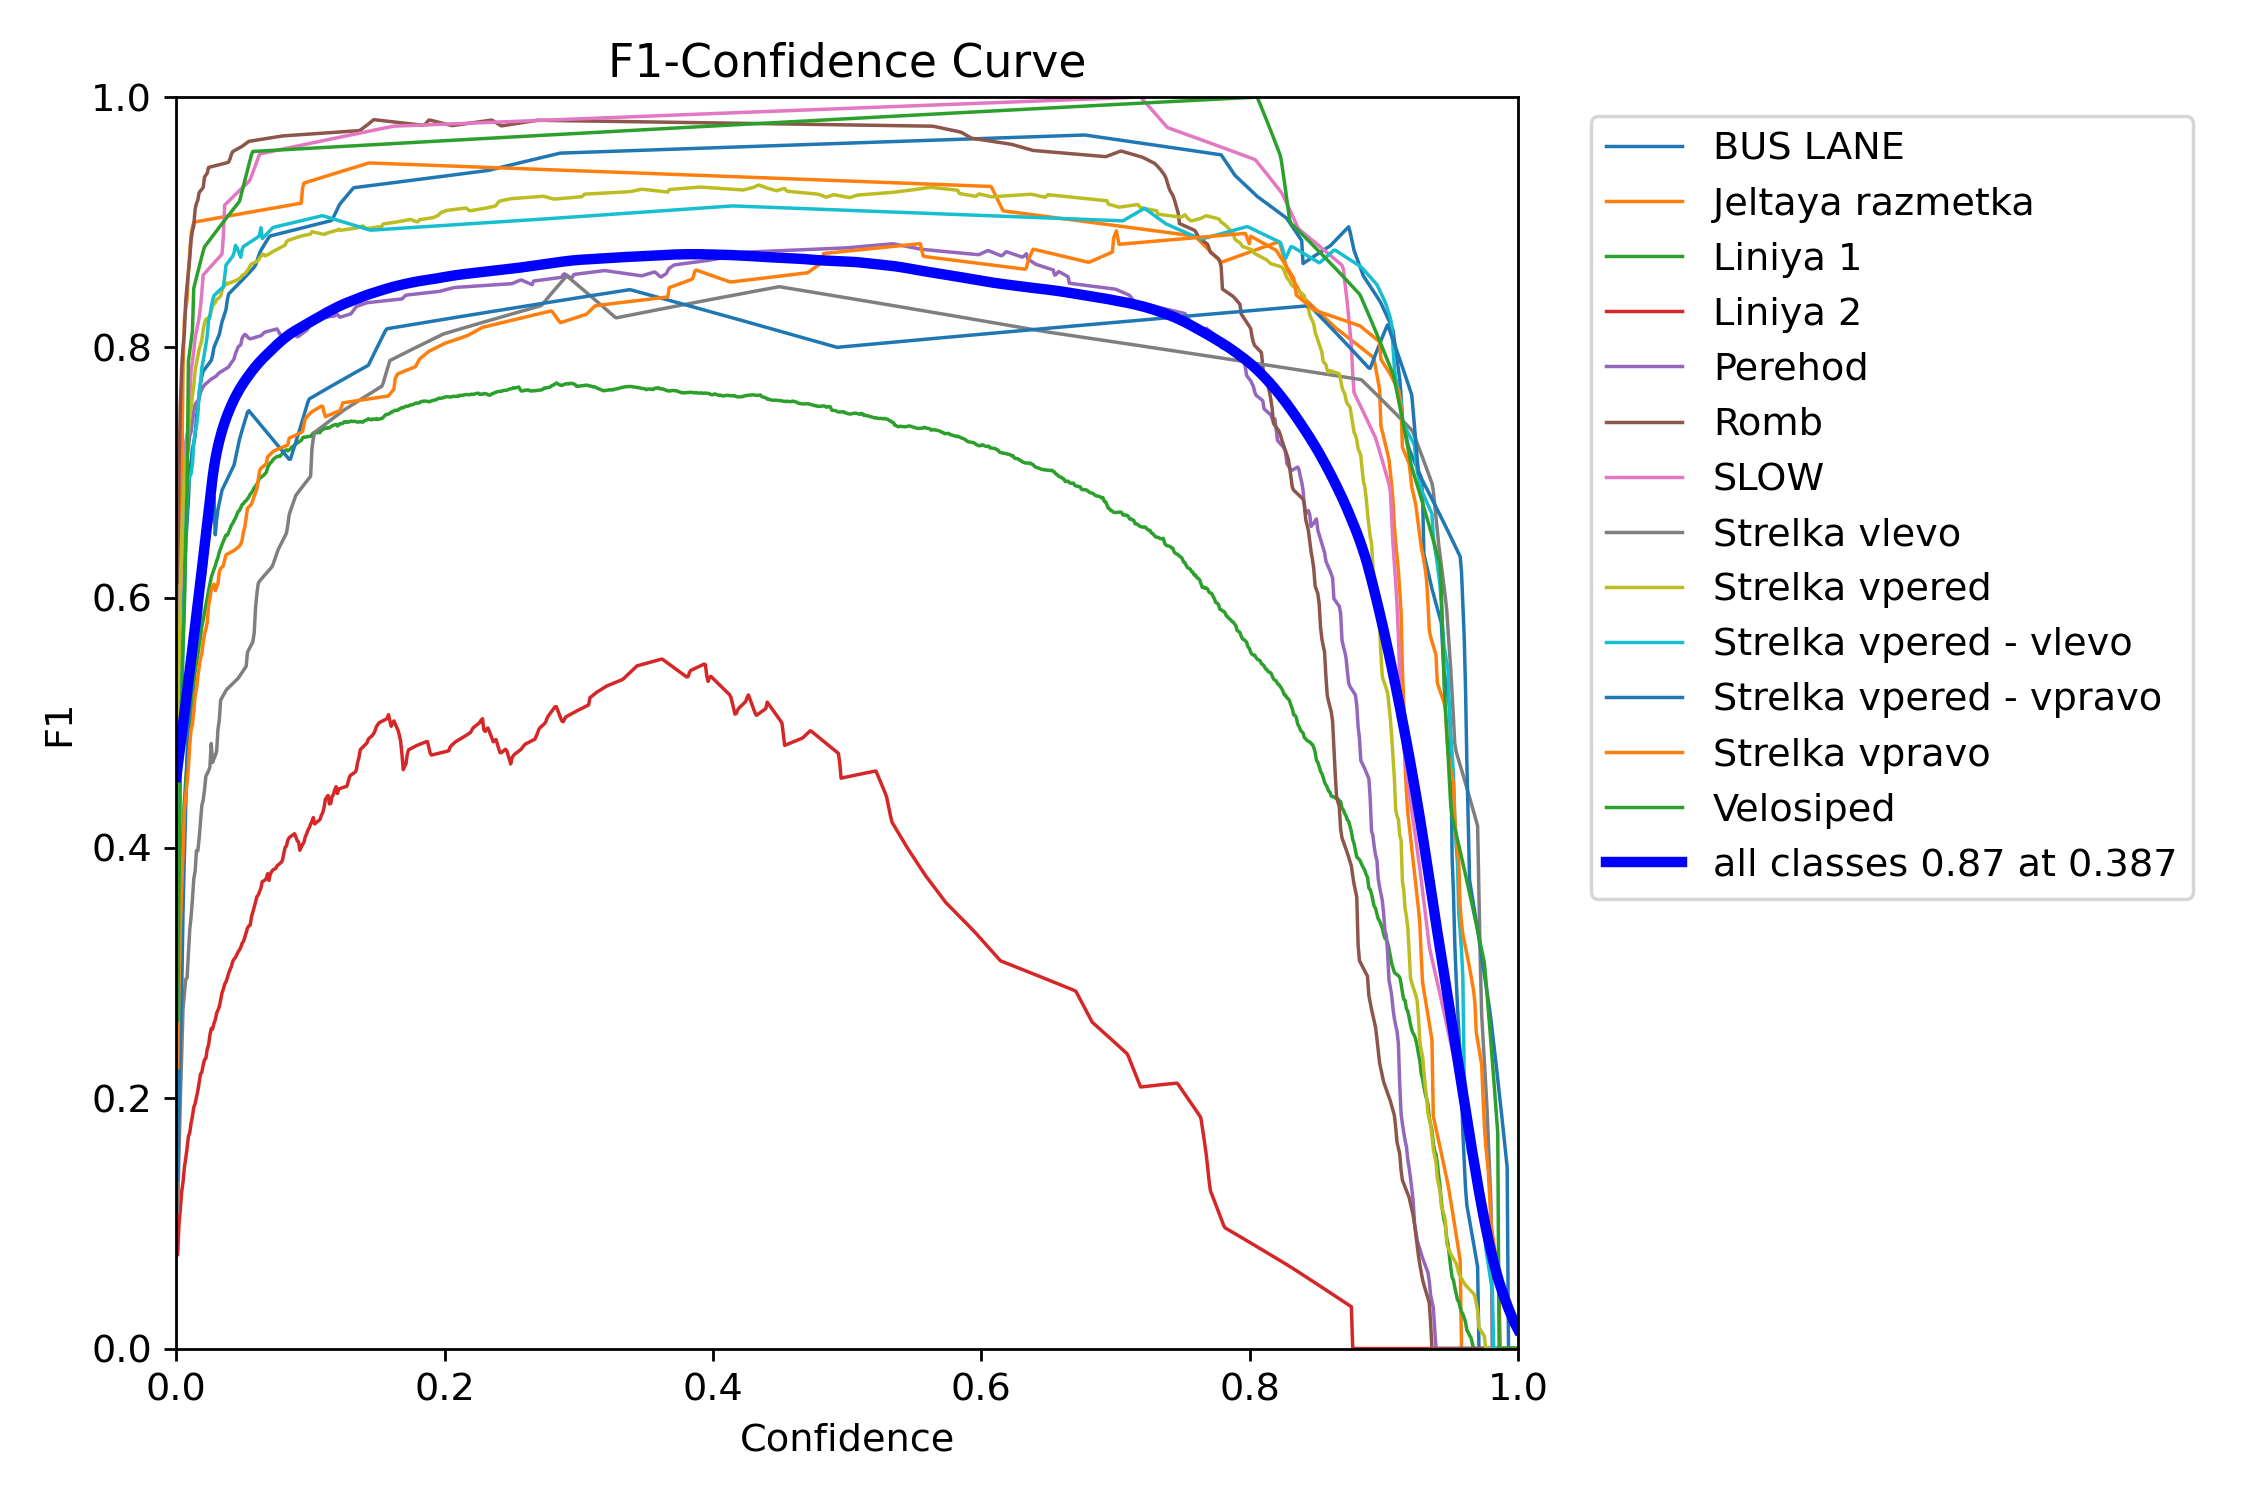 F1-Confidence Curve
1.0
0.8
0.6
0.4
0.2
0.0
F1
0.0 0.2 0.4 0.6 0.8 1.0
Confidence
BUS LANE
Jeltaya razmetka
Liniya 1
Liniya 2
Perehod
Romb
SLOW
Strelka vlevo
Strelka vpered
Strelka vpered - vlevo
Strelka vpered - vpravo
Strelka vpravo
Velosiped
all classes 0.87 at 0.387